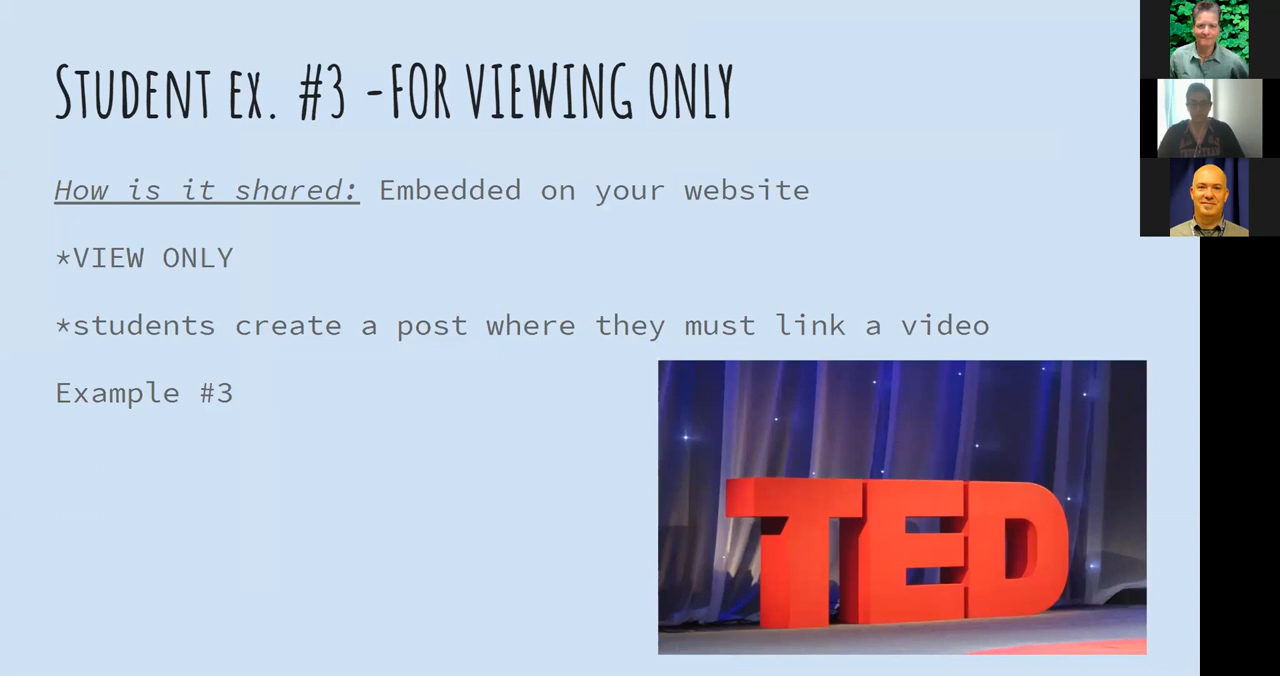 STUDENT EX. #3 -FOR VIEWING ONLY
How is it shared: Embedded on your website
*VIEW ONLY
*students create a post where they must link a video
Example #3
TED